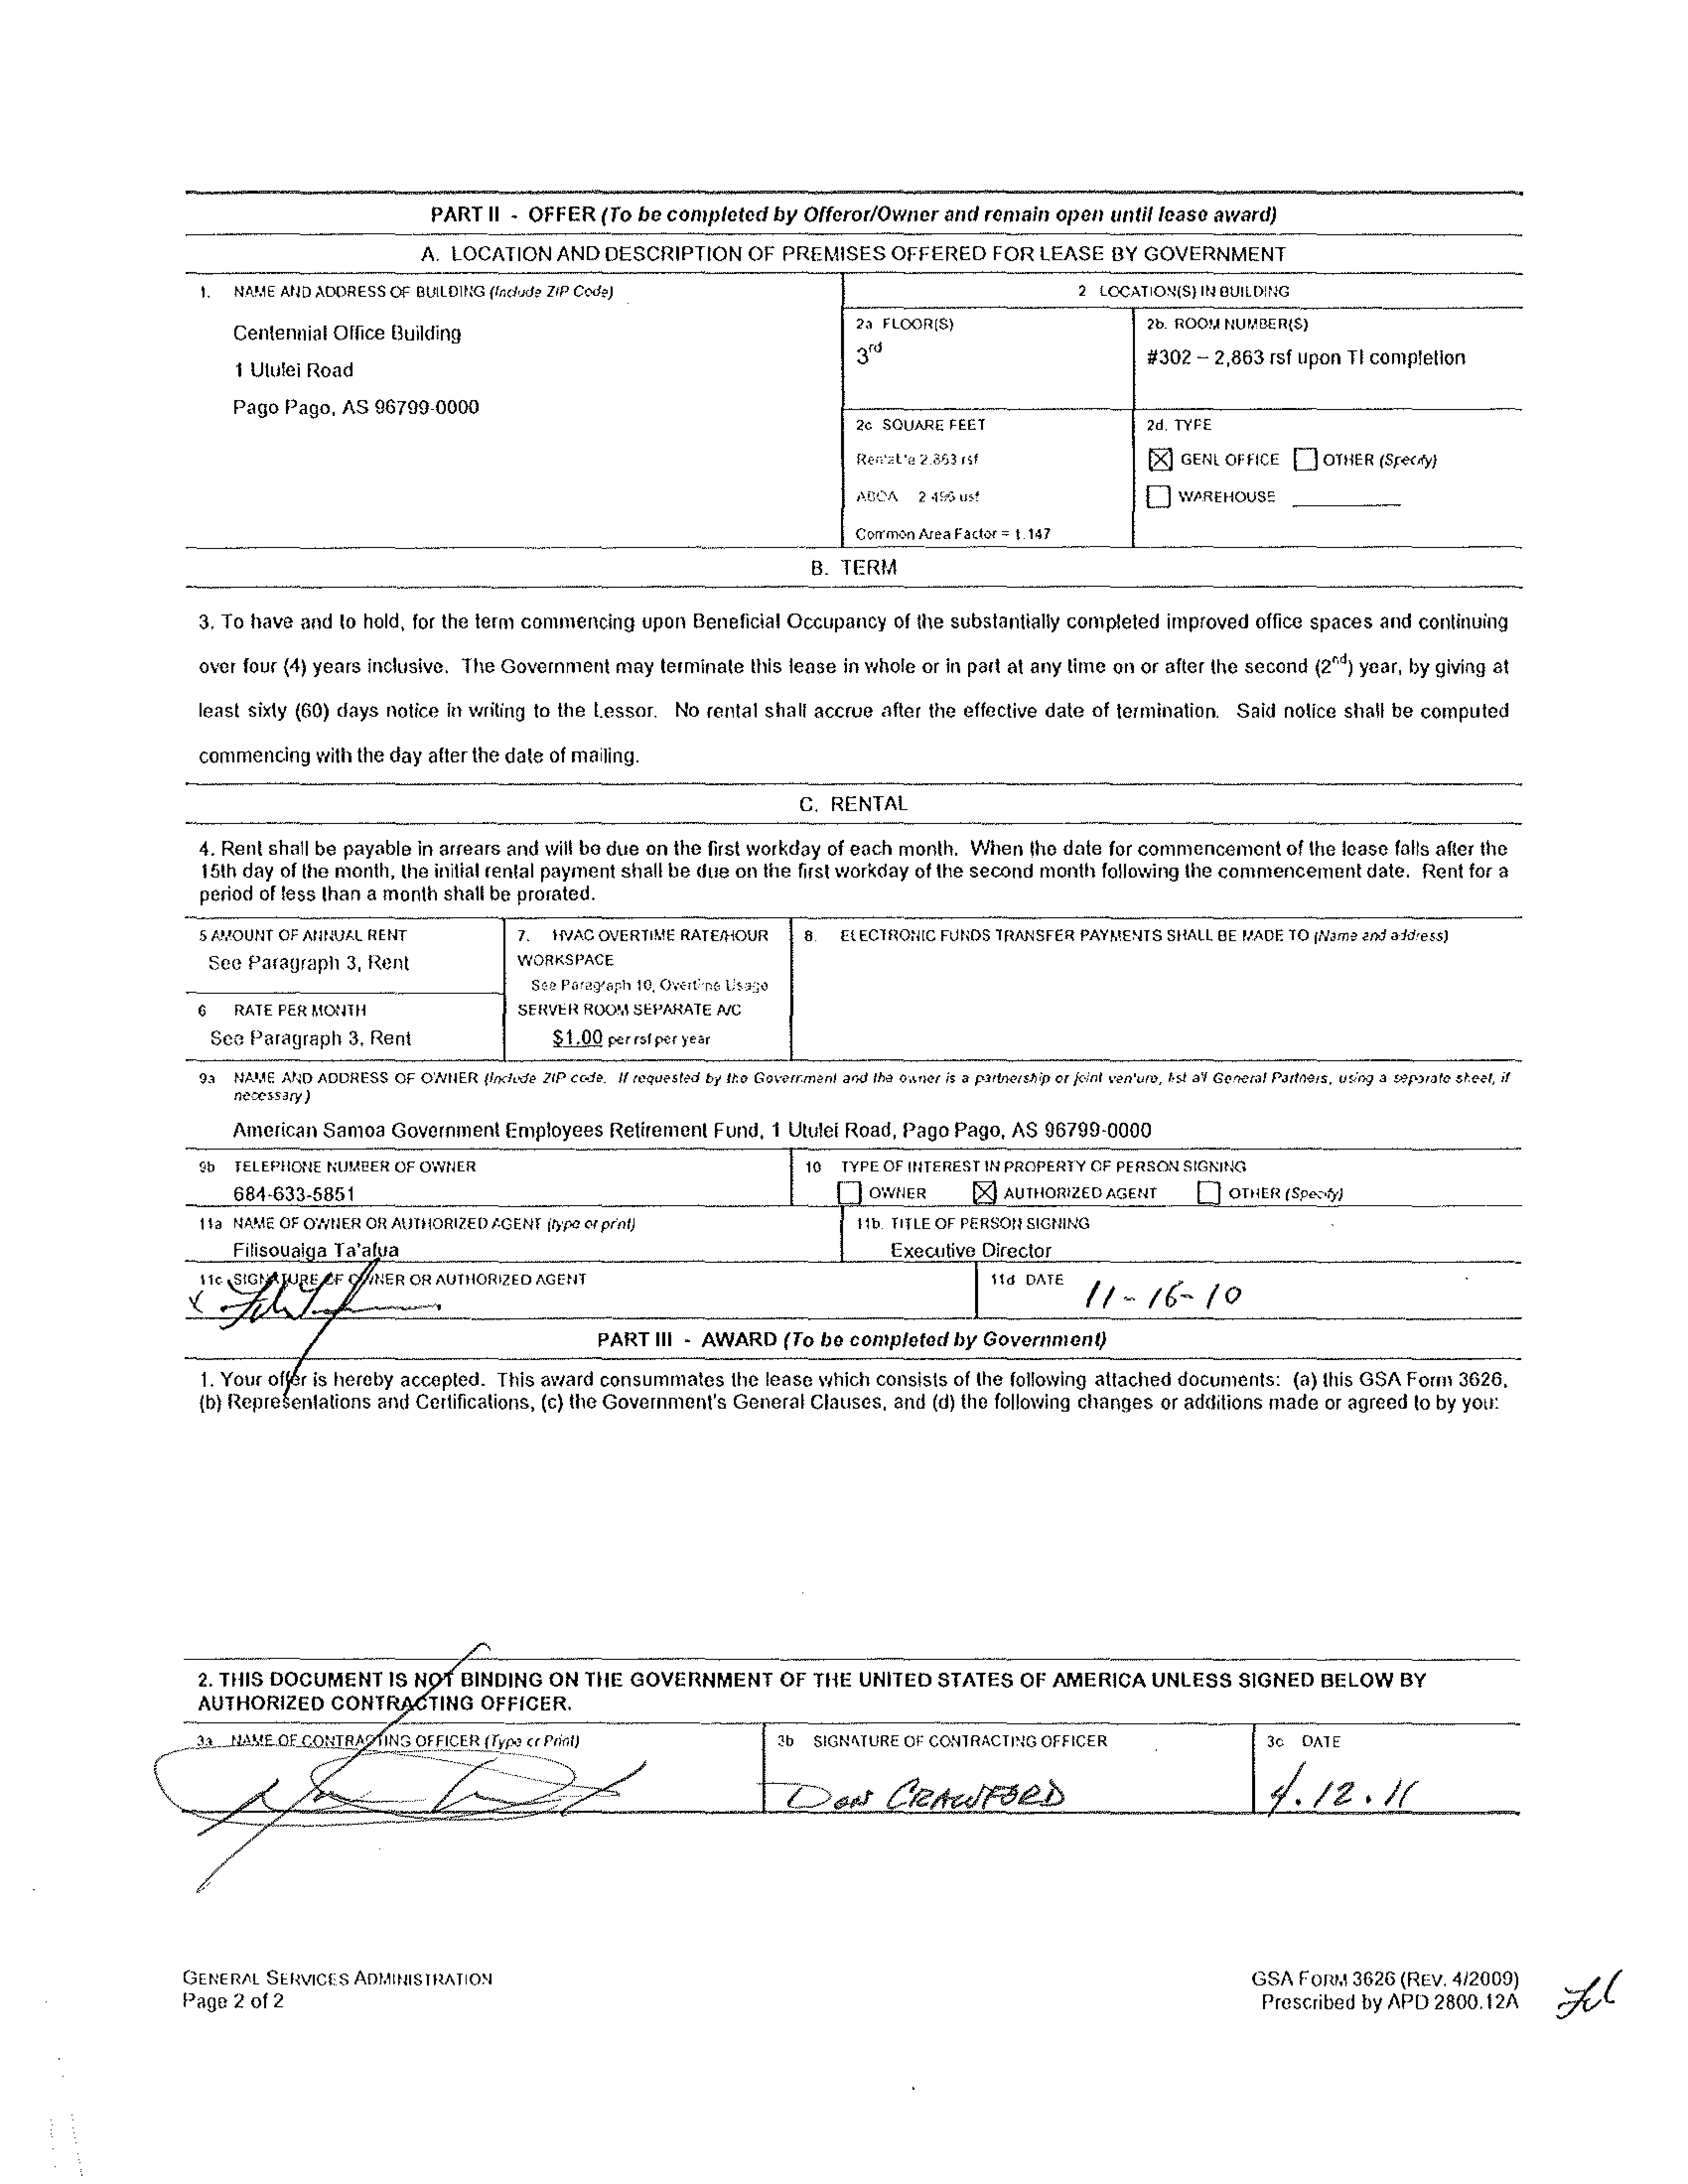 PART II - OFFER (To be completed by Offeror/Owner and remain open until lease award)
A. LOCATION AND DESCRIPTION OF PREMISES OFFERED FOR LEASE BY GOVERNMENT
1. NAME AND ADDRESS OF BUILDING (Include ZIP Code)
Centennial Office Building
1 Utulei Road
Pago Pago, AS 96799-0000
2 LOCATION(S) IN BUILDING
2a FLOOR(S)
3rd
2b. ROOM NUMBER(S)
#302 – 2,863 rsf upon TI completion
2c SQUARE FEET
Rentable 2,863 rsf
ABOA 2,496 usf
Common Area Factor = 1.147
2d. TYPE
GENL OFFICE OTHER (Specify)
WAREHOUSE
B. TERM
3. To have and to hold, for the term commencing upon Beneficial Occupancy of the substantially completed improved office spaces and continuing
over four (4) years inclusive. The Government may terminate this lease in whole or in part at any time on or after the second (2nd) year, by giving at
least sixty (60) days notice in writing to the Lessor. No rental shall accrue after the effective date of termination. Said notice shall be computed
commencing with the day after the date of mailing.
C. RENTAL
4. Rent shall be payable in arrears and will be due on the first workday of each month. When the date for commencement of the lease falls after the
15th day of the month, the initial rental payment shall be due on the first workday of the second month following the commencement date. Rent for a
period of less than a month shall be prorated.
5 AMOUNT OF ANNUAL RENT
See Paragraph 3, Rent
6 RATE PER MONTH
See Paragraph 3, Rent
7. HVAC OVERTIME RATE/HOUR
WORKSPACE
See Paragraph 10, Overtime Usage
SERVER ROOM SEPARATE A/C
$1.00 per rsf per year
8. ELECTRONIC FUNDS TRANSFER PAYMENTS SHALL BE MADE TO (Name and address)
9a NAME AND ADDRESS OF OWNER (Include ZIP code. If requested by the Government and the owner is a partnership or joint venture, list all General Partners, using a separate sheet, if
necessary)
American Samoa Government Employees Retirement Fund, 1 Utulei Road, Pago Pago, AS 96799-0000
9b TELEPHONE NUMBER OF OWNER
684-633-5851
10 TYPE OF INTEREST IN PROPERTY OF PERSON SIGNING
OWNER AUTHORIZED AGENT OTHER (Specify)
11a NAME OF OWNER OR AUTHORIZED AGENT (type or print)
Filisouaiga Ta'afua
11b. TITLE OF PERSON SIGNING
Executive Director
11c SIGNATURE OF OWNER OR AUTHORIZED AGENT
X
11d DATE
11-16-10
PART III - AWARD (To be completed by Government)
1. Your offer is hereby accepted. This award consummates the lease which consists of the following attached documents: (a) this GSA Form 3626,
(b) Representations and Certifications, (c) the Government's General Clauses, and (d) the following changes or additions made or agreed to by you:
2. THIS DOCUMENT IS NOT BINDING ON THE GOVERNMENT OF THE UNITED STATES OF AMERICA UNLESS SIGNED BELOW BY
AUTHORIZED CONTRACTING OFFICER.
3a NAME OF CONTRACTING OFFICER (Type or Print)
3b SIGNATURE OF CONTRACTING OFFICER
DON CRAWFORD
3c DATE
4.12.11
GENERAL SERVICES ADMINISTRATION
Page 2 of 2
GSA FORM 3626 (REV. 4/2009)
Prescribed by APD 2800.12A